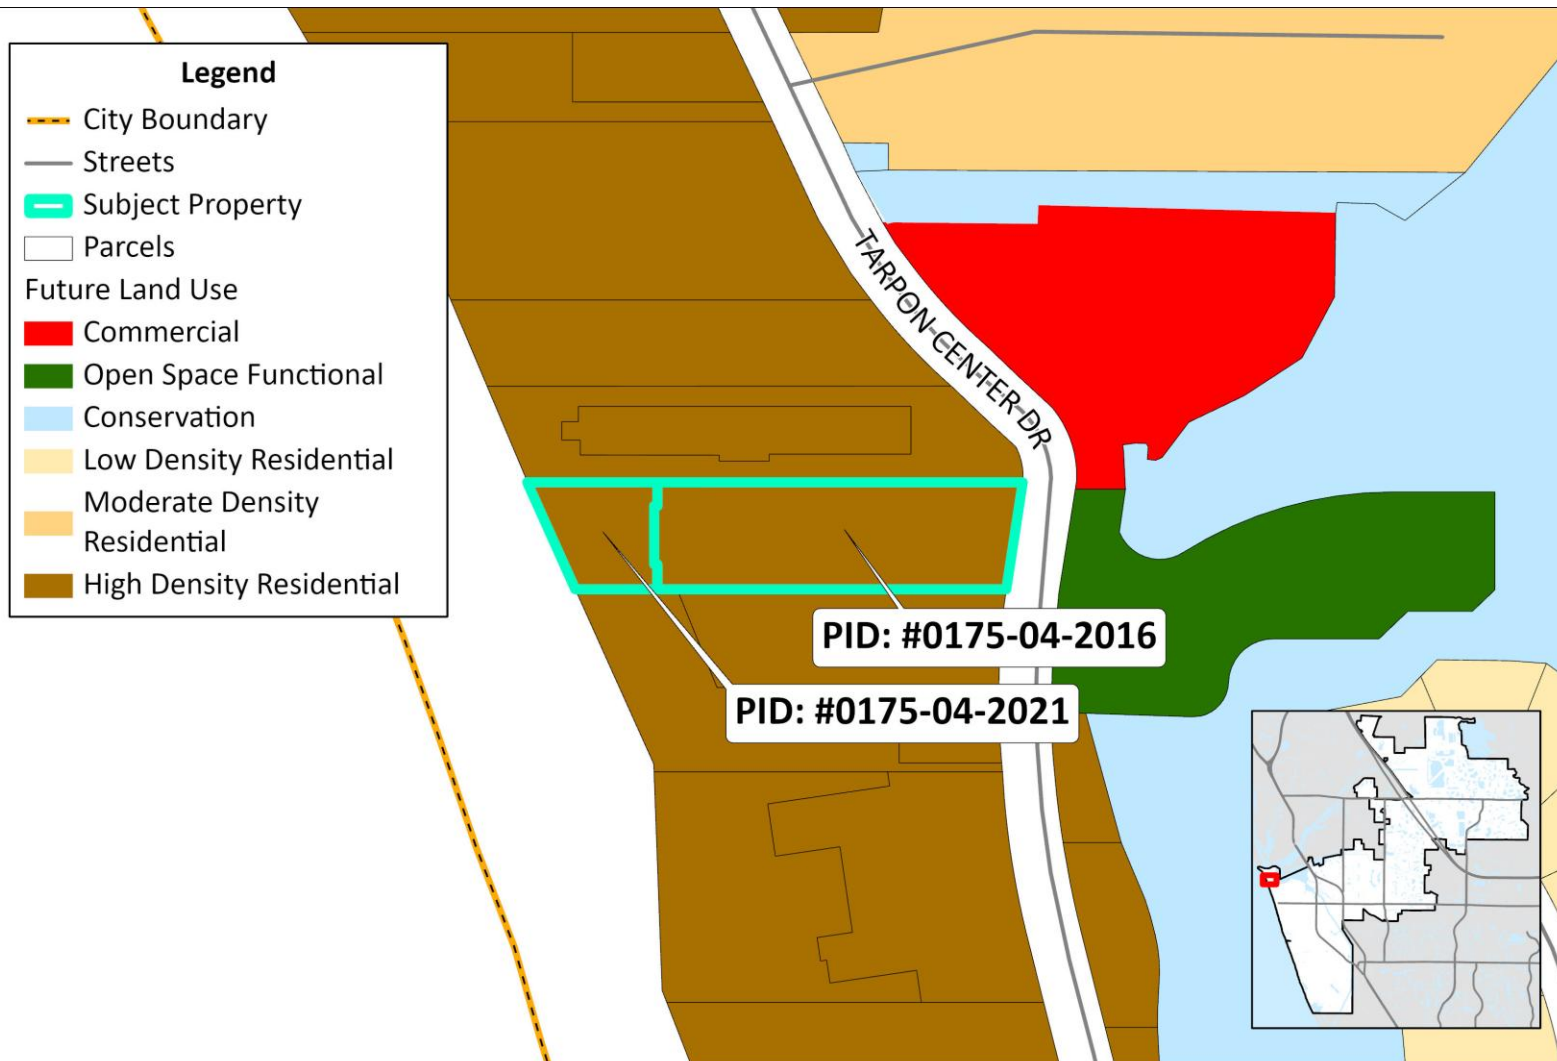 Legend
City Boundary
Streets
Subject Property
Parcels
Future Land Use
Commercial
Open Space Functional
Conservation
Low Density Residential
Moderate Density
Residential
High Density Residential
TARPON CENTER DR
PID: #0175-04-2016
PID: #0175-04-2021